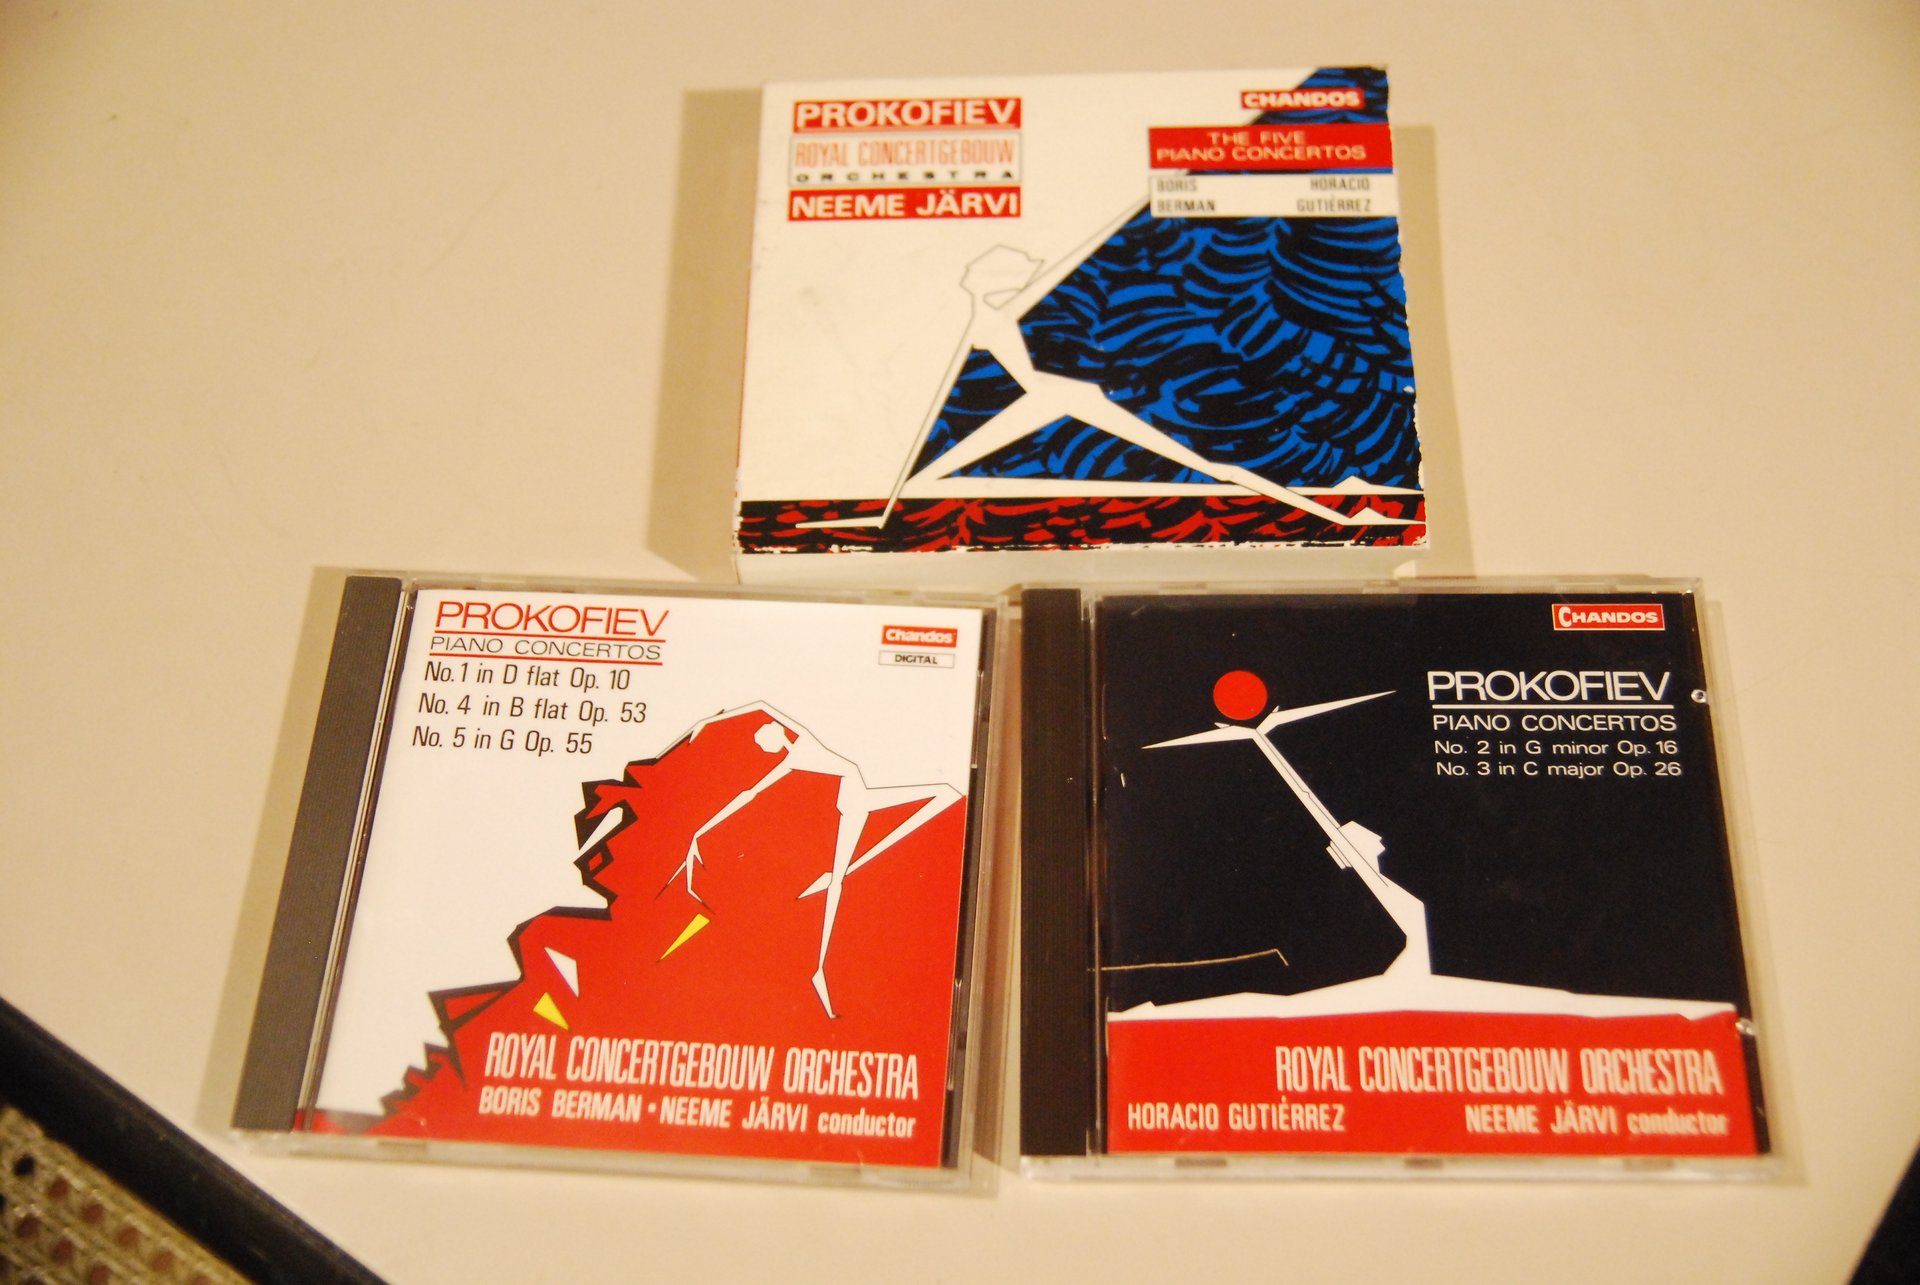 PROKOFIEV
ROYAL CONCERTGEBOUW
ORCHESTRA
NEEME JÄRVI
CHANDOS
THE FIVE
PIANO CONCERTOS
BORIS HORACIO
BERMAN GUTIÉRREZ
PROKOFIEV
PIANO CONCERTOS
No. 1 in D flat Op. 10
No. 4 in B flat Op. 53
No. 5 in G Op. 55
Chandos
DIGITAL
ROYAL CONCERTGEBOUW ORCHESTRA
BORIS BERMAN • NEEME JÄRVI conductor
CHANDOS
PROKOFIEV
PIANO CONCERTOS
No. 2 in G minor Op. 16
No. 3 in C major Op. 26
ROYAL CONCERTGEBOUW ORCHESTRA
HORACIO GUTIÉRREZ NEEME JÄRVI conductor